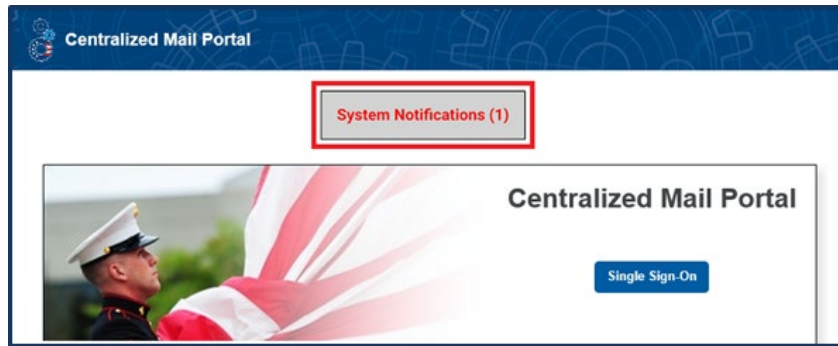 Centralized Mail Portal
System Notifications (1)
Centralized Mail Portal
Single Sign-On